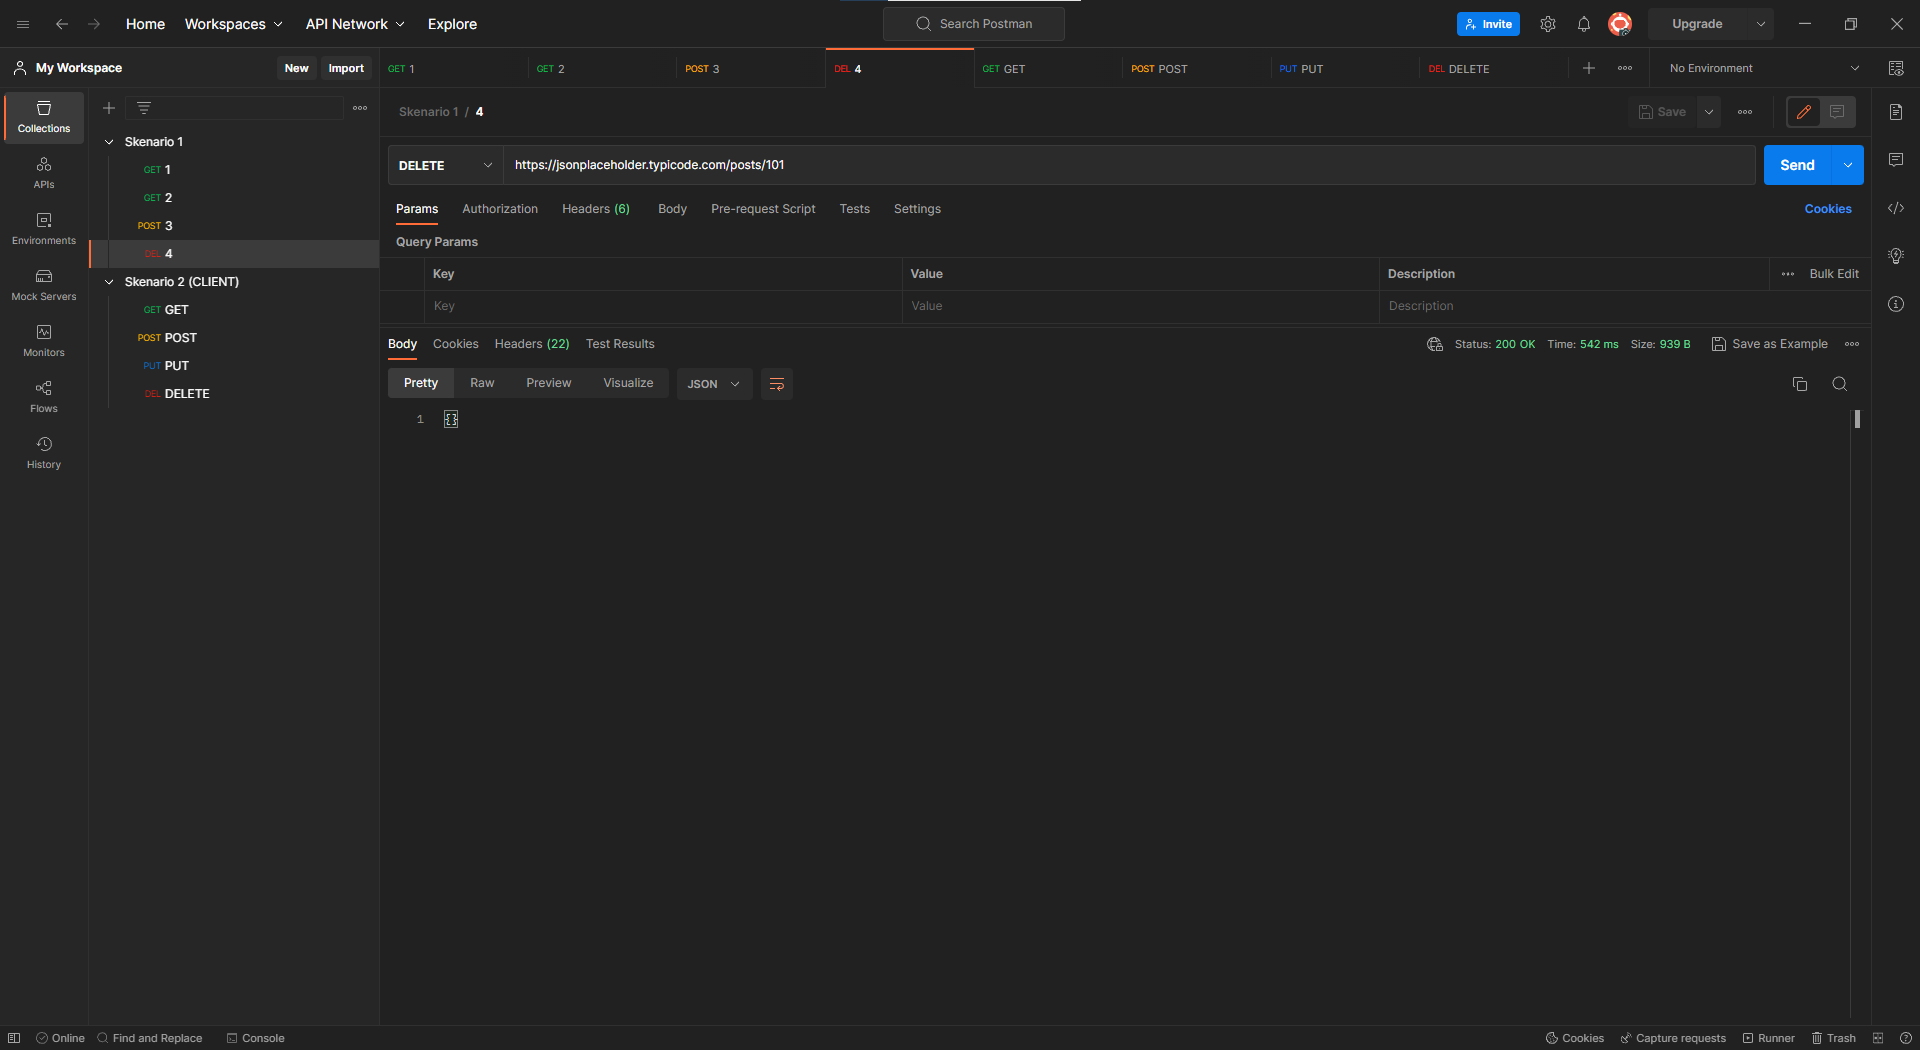 Home Workspaces API Network Explore Search Postman Invite Upgrade
My Workspace New Import GET 1 GET 2 POST 3 DEL 4 GET GET POST POST PUT PUT DEL DELETE No Environment
Skenario 1 / 4 Save
Collections
APIs
Environments
Mock Servers
Monitors
Flows
History
Skenario 1
GET 1
GET 2
POST 3
DEL 4
Skenario 2 (CLIENT)
GET GET
POST POST
PUT PUT
DEL DELETE
DELETE https://jsonplaceholder.typicode.com/posts/101 Send
Params Authorization Headers (6) Body Pre-request Script Tests Settings Cookies
Query Params
Key Value Description Bulk Edit
Key Value Description
Body Cookies Headers (22) Test Results Status: 200 OK Time: 542 ms Size: 939 B Save as Example
Pretty Raw Preview Visualize JSON
1 {}
Online Find and Replace Console Cookies Capture requests Runner Trash